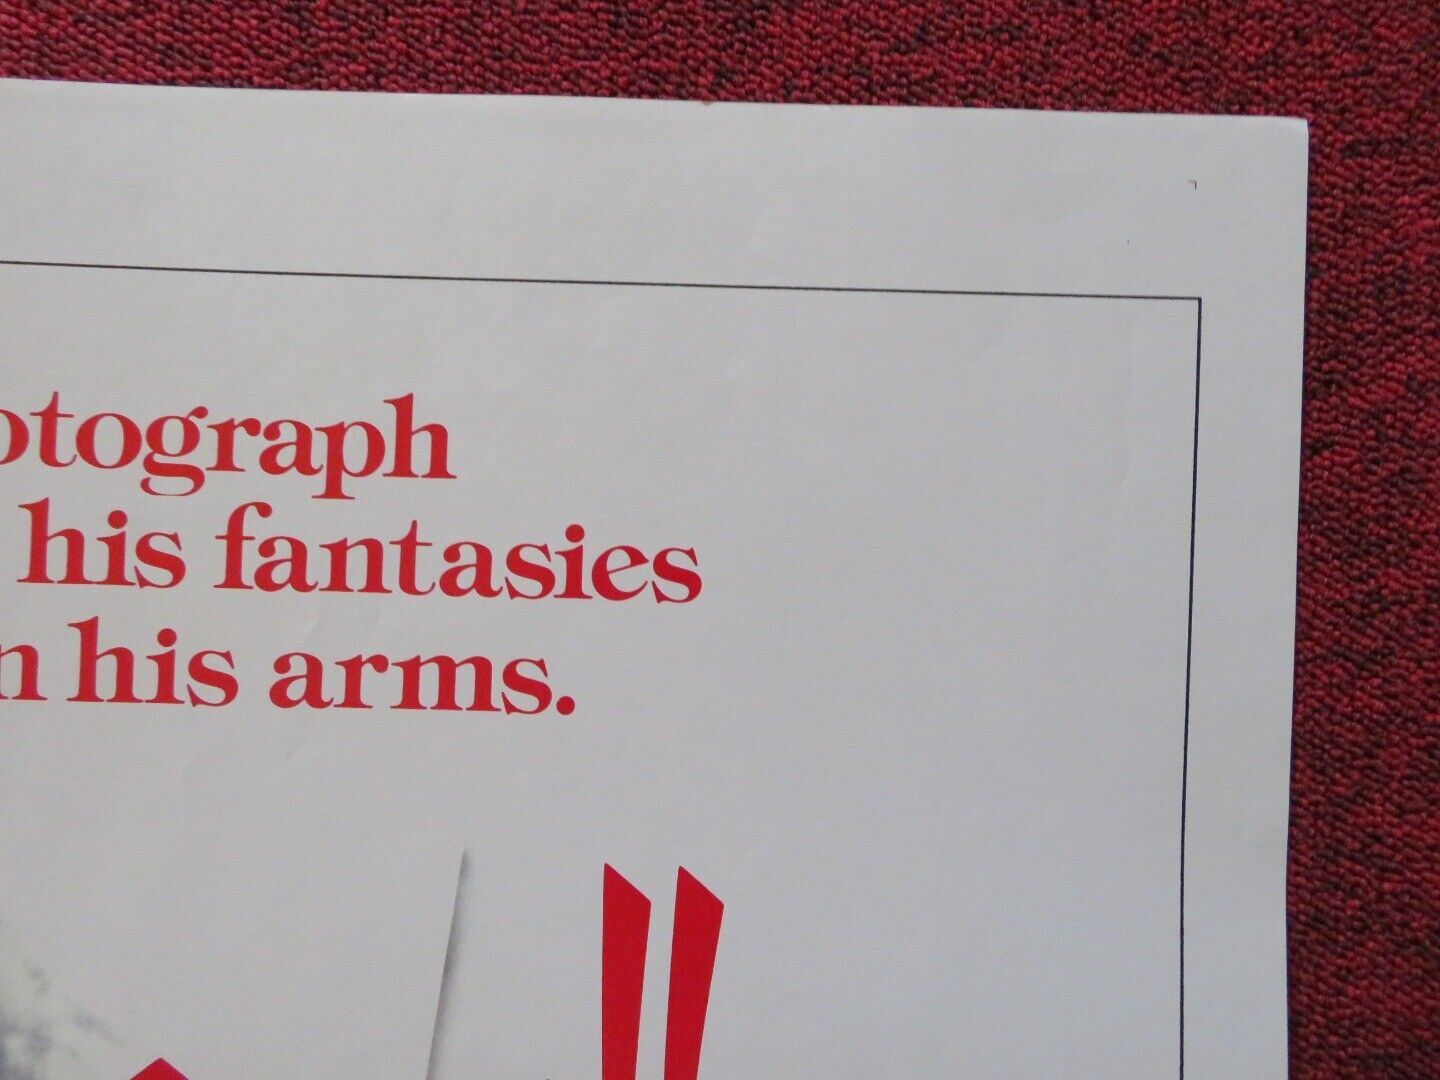 otograph
his fantasies
n his arms.